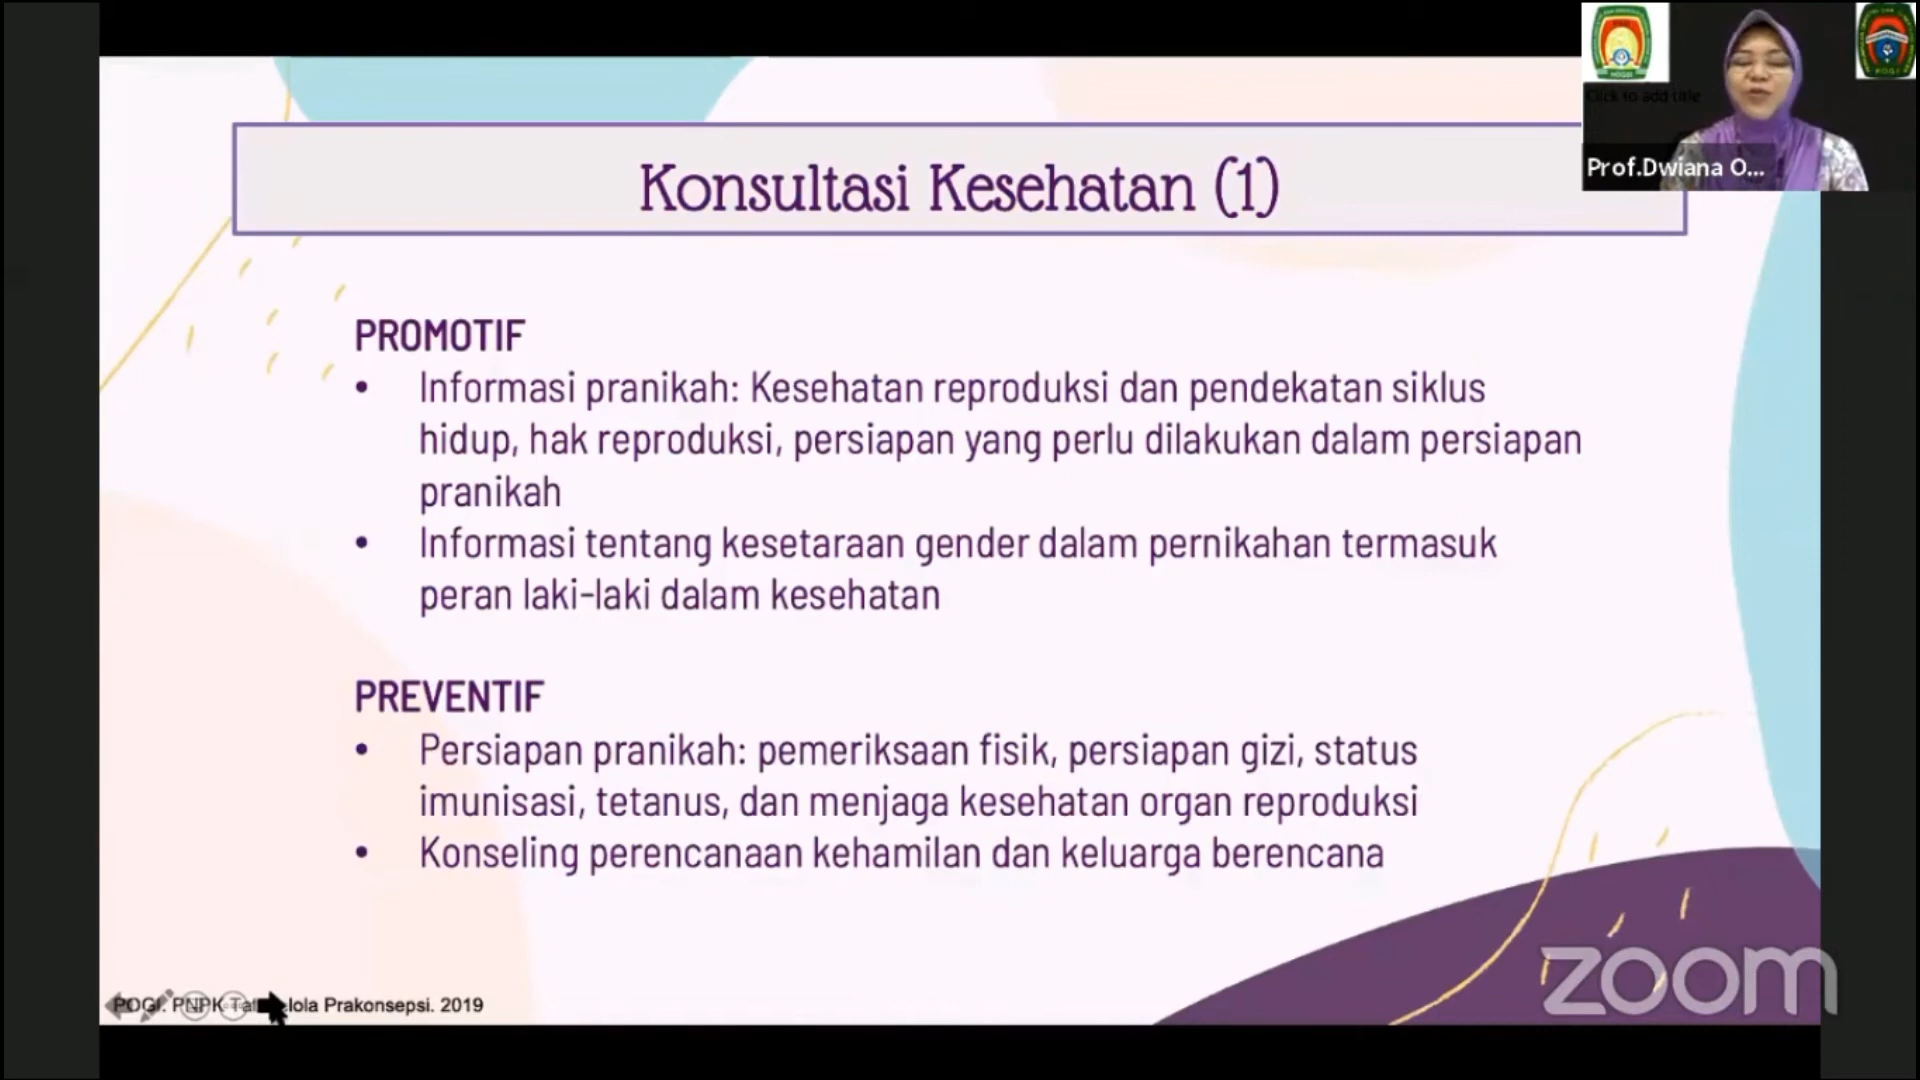 Click to add title
Prof.Dwiana O...
Konsultasi Kesehatan (1)
PROMOTIF
• Informasi pranikah: Kesehatan reproduksi dan pendekatan siklus
hidup, hak reproduksi, persiapan yang perlu dilakukan dalam persiapan
pranikah
• Informasi tentang kesetaraan gender dalam pernikahan termasuk
peran laki-laki dalam kesehatan
PREVENTIF
• Persiapan pranikah: pemeriksaan fisik, persiapan gizi, status
imunisasi, tetanus, dan menjaga kesehatan organ reproduksi
• Konseling perencanaan kehamilan dan keluarga berencana
POGI. PNPK Prakonsepsi. 2019
zoom